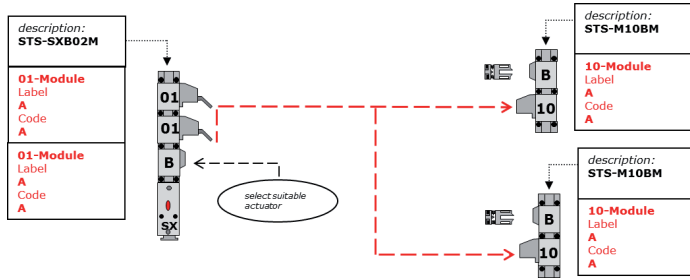 description:
STS-SXB02M
01-Module
Label
A
Code
A
01-Module
Label
A
Code
A
01
01
B
SX
select suitable
actuator
B
10
description:
STS-M10BM
10-Module
Label
A
Code
A
B
10
description:
STS-M10BM
10-Module
Label
A
Code
A